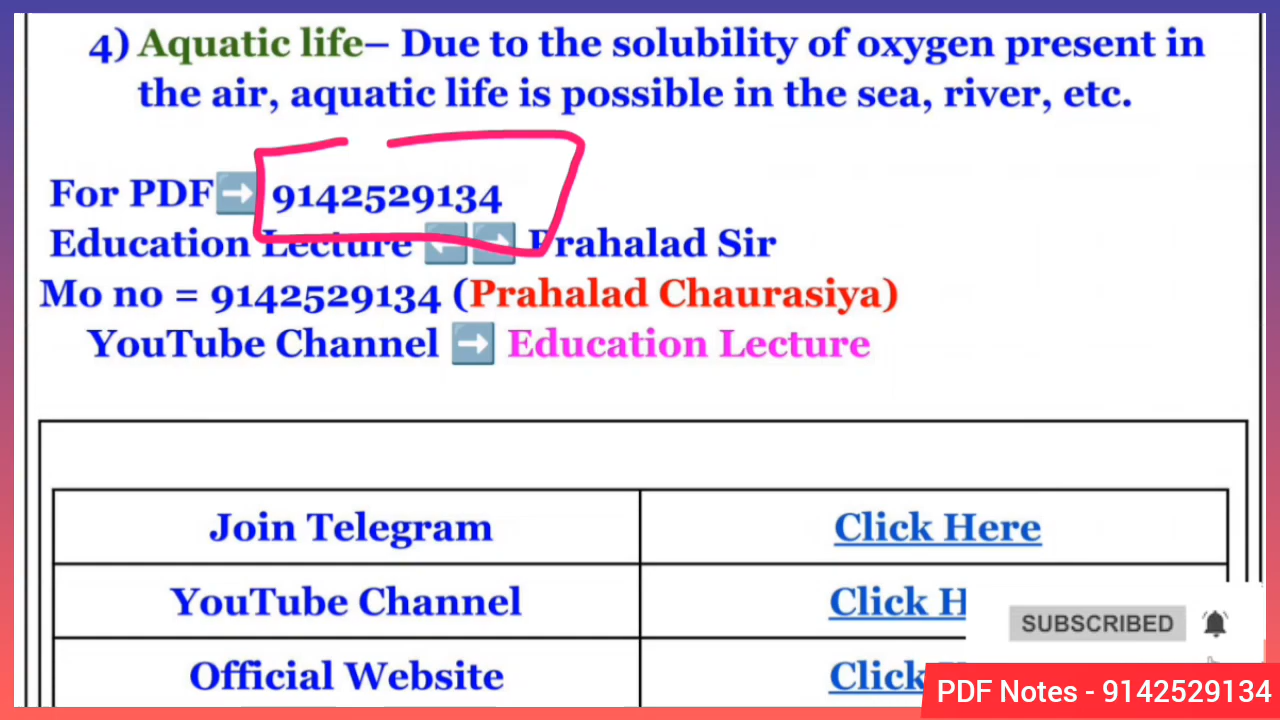 4) Aquatic life– Due to the solubility of oxygen present in
the air, aquatic life is possible in the sea, river, etc.
For PDF➡️ 9142529134
Education Lecture ⬅️➡️ Prahalad Sir
Mo no = 9142529134 (Prahalad Chaurasiya)
YouTube Channel ➡️ Education Lecture
Join Telegram Click Here
YouTube Channel Click H
SUBSCRIBED
Official Website Click
PDF Notes - 9142529134